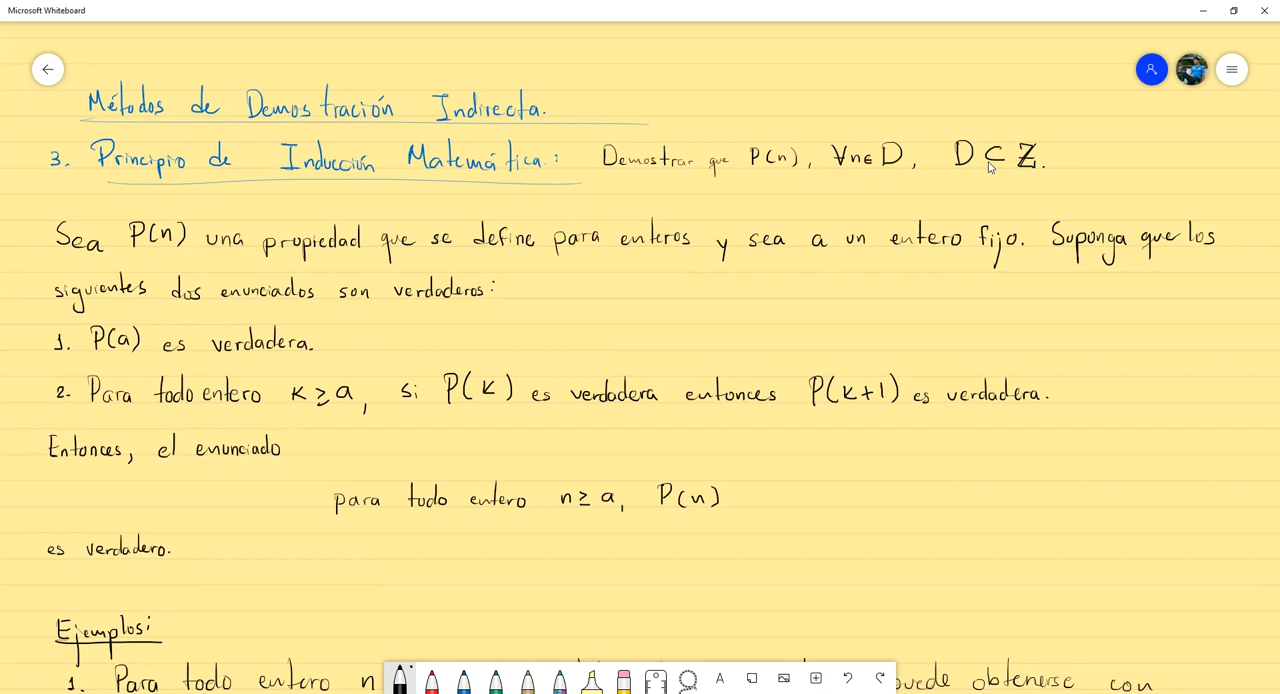 Microsoft Whiteboard
Métodos de Demostración Indirecta.
3. Principio de Inducción Matemática.: Demostrar que P(n), ∀n∈D, D⊂ℤ.
Sea P(n) una propiedad que se define para enteros y sea a un entero fijo. Suponga que los
siguientes dos enunciados son verdaderos:
1. P(a) es verdadera.
2. Para todo entero k≥a, si P(k) es verdadera entonces P(k+1) es verdadera.
Entonces, el enunciado
para todo entero n≥a, P(n)
es verdadero.
Ejemplos:
1. Para todo entero n puede obtenerse con